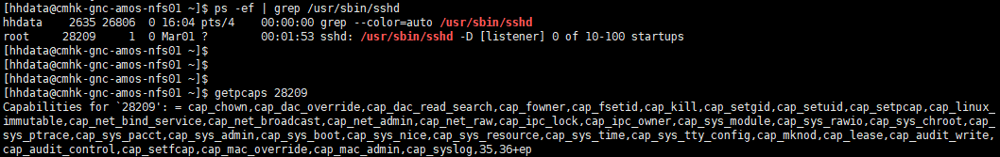 [hhdata@cmhk-gnc-amos-nfs01 ~]$ ps -ef | grep /usr/sbin/sshd
hhdata    2635 26806  0 16:04 pts/4    00:00:00 grep --color=auto /usr/sbin/sshd
root     28209     1  0 Mar01 ?        00:01:53 sshd: /usr/sbin/sshd -D [listener] 0 of 10-100 startups
[hhdata@cmhk-gnc-amos-nfs01 ~]$
[hhdata@cmhk-gnc-amos-nfs01 ~]$
[hhdata@cmhk-gnc-amos-nfs01 ~]$
[hhdata@cmhk-gnc-amos-nfs01 ~]$ getpcaps 28209
Capabilities for `28209': = cap_chown,cap_dac_override,cap_dac_read_search,cap_fowner,cap_fsetid,cap_kill,cap_setgid,cap_setuid,cap_setpcap,cap_linux_
immutable,cap_net_bind_service,cap_net_broadcast,cap_net_admin,cap_net_raw,cap_ipc_lock,cap_ipc_owner,cap_sys_module,cap_sys_rawio,cap_sys_chroot,cap_
sys_ptrace,cap_sys_pacct,cap_sys_admin,cap_sys_boot,cap_sys_nice,cap_sys_resource,cap_sys_time,cap_sys_tty_config,cap_mknod,cap_lease,cap_audit_write,
cap_audit_control,cap_setfcap,cap_mac_override,cap_mac_admin,cap_syslog,35,36+ep